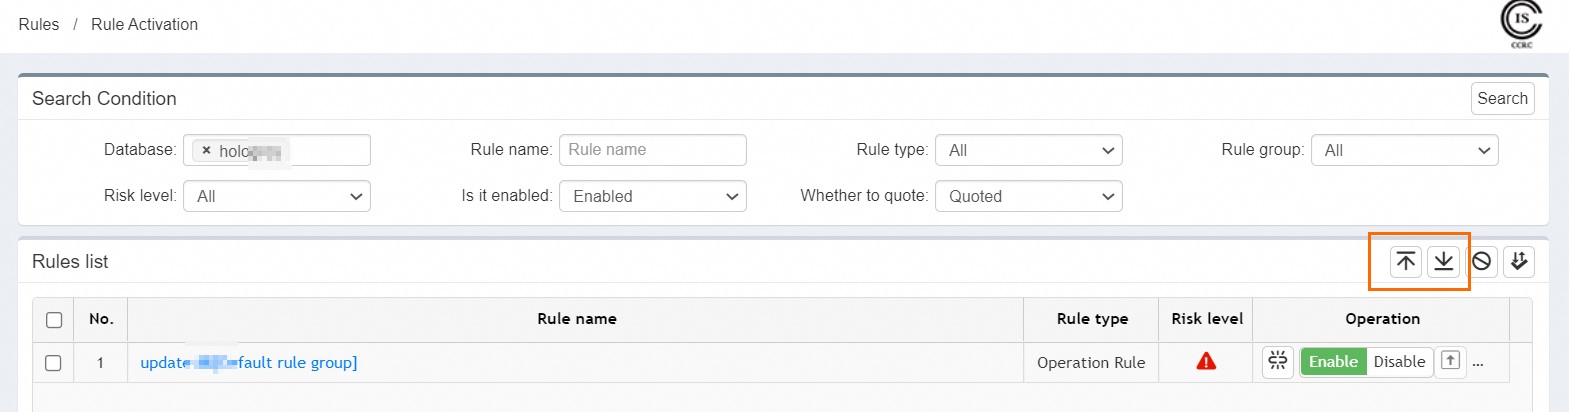 Rules / Rule Activation
IS
CCRC
Search Condition
Search
Database: × holo
Rule name: Rule name
Rule type: All
Rule group: All
Risk level: All
Is it enabled: Enabled
Whether to quote: Quoted
Rules list
No. Rule name Rule type Risk level Operation
1 update fault rule group] Operation Rule Enable Disable ...